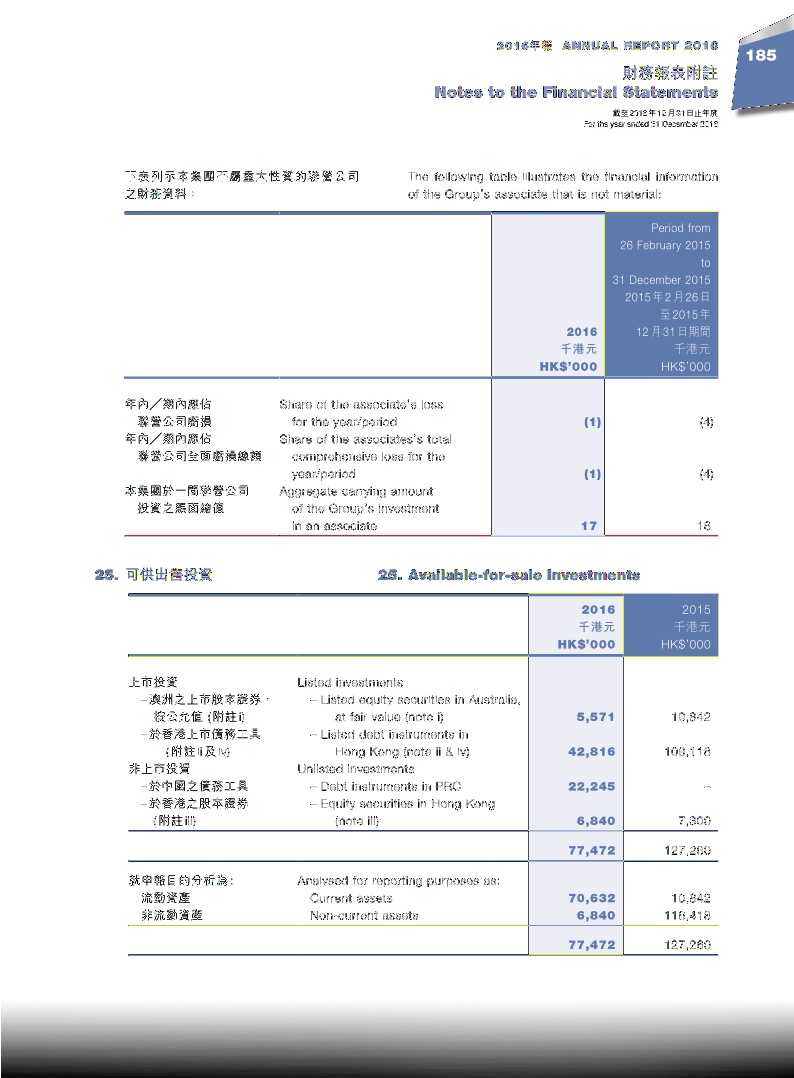 2016年報 ANNUAL REPORT 2016
185
財務報表附註
Notes to the Financial Statements
截至2016年12月31日止年度
For the year ended 31 December 2016
下表列示本集團不屬重大性質的聯營公司
之財務資料：
The following table illustrates the financial information
of the Group's associate that is not material:
Period from
26 February 2015
to
31 December 2015
2015年2月26日
至2015年
2016 12月31日期間
千港元 千港元
HK$'000 HK$'000
年內／期內應佔 Share of the associate's loss
聯營公司虧損 for the year/period (1) (4)
年內／期內應佔 Share of the associates's total
聯營公司全面虧損總額 comprehensive loss for the
year/period (1) (4)
本集團於一間聯營公司 Aggregate carrying amount
投資之賬面總值 of the Group's investment
in an associate 17 18
25. 可供出售投資 25. Available-for-sale Investments
2016 2015
千港元 千港元
HK$'000 HK$'000
上市投資 Listed investments
–澳洲之上市股本證券， – Listed equity securities in Australia,
按公允值 (附註i) at fair value (note i) 5,571 10,842
–於香港上市債務工具 – Listed debt instruments in
(附註ii及iv) Hong Kong (note ii & iv) 42,816 109,118
非上市投資 Unlisted investments
–於中國之債務工具 – Debt instruments in PRC 22,245 –
–於香港之股本證券 – Equity securities in Hong Kong
(附註iii) (note iii) 6,840 7,300
77,472 127,260
就申報目的分析為： Analysed for reporting purposes as:
流動資產 Current assets 70,632 10,842
非流動資產 Non-current assets 6,840 116,418
77,472 127,260